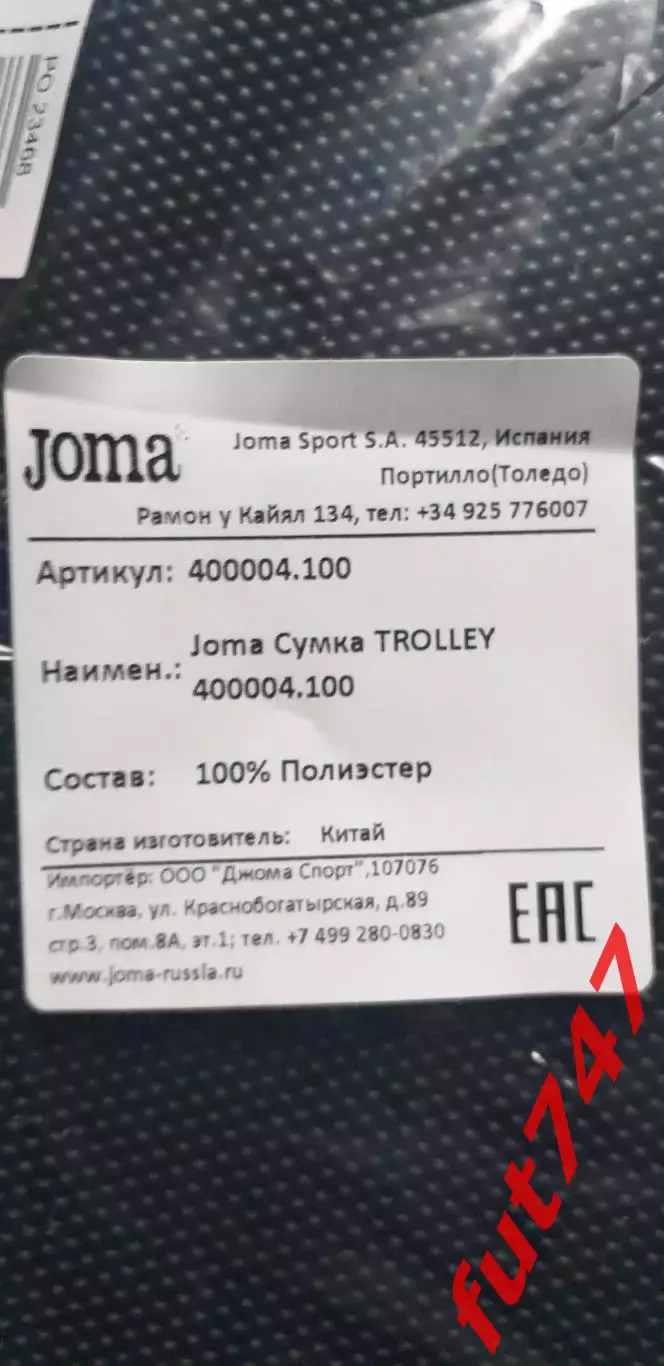 PO 23468
Joma
Joma Sport S.A. 45512, Испания
Портилло(Толедо)
Рамон у Кайял 134, тел: +34 925 776007
Артикул: 400004.100
Наимен.: Joma Сумка TROLLEY
400004.100
Состав: 100% Полиэстер
Страна изготовитель: Китай
Импортёр: ООО "Джома Спорт",107076
г.Москва, ул. Краснобогатырская, д.89
стр.3, пом.8А, эт.1; тел. +7 499 280-0830
www.joma-russia.ru
EAC
fut747